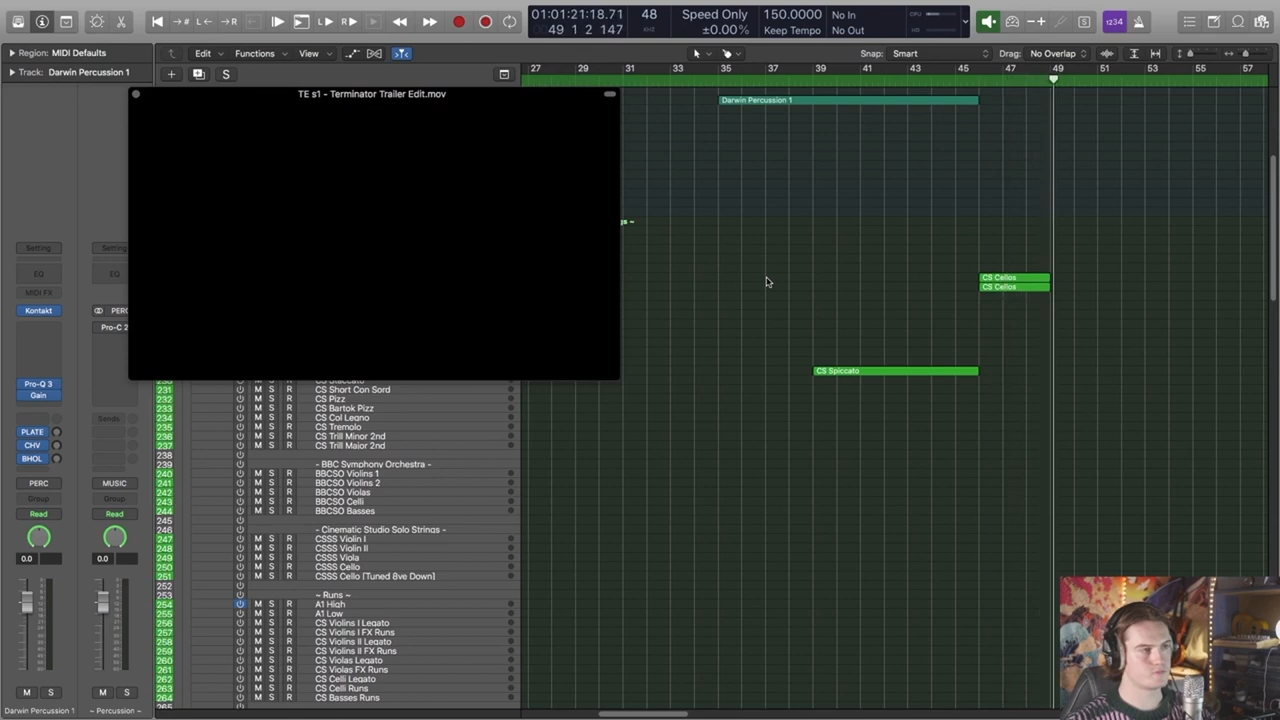 01:01:21:18.71
49 1 2 147
48
KHZ
Speed Only
±0.00%
150.0000
Keep Tempo
No In
No Out
1234
Region: MIDI Defaults
Track: Darwin Percussion 1
Edit
Functions
View
Snap: Smart
Drag: No Overlap
27 29 31 33 35 37 39 41 43 45 47 49 51 53 55 57
TE s1 - Terminator Trailer Edit.mov
Darwin Percussion 1
CS Cellos
CS Cellos
CS Spiccato
Setting
EQ
MIDI FX
Kontakt
Pro-C 2
Pro-Q 3
Gain
Sends
PLATE
CHV
BHOL
PERC
MUSIC
Group
Group
Read
Read
0.0
0.0
M S
M S
Darwin Percussion 1
~ Percussion ~
231 M S R CS Short Con Sord
232 M S R CS Pizz
233 M S R CS Bartok Pizz
234 M S R CS Col Legno
235 M S R CS Tremolo
236 M S R CS Trill Minor 2nd
237 M S R CS Trill Major 2nd
238
239 - BBC Symphony Orchestra -
240 M S R BBCSO Violins 1
241 M S R BBCSO Violins 2
242 M S R BBCSO Violas
243 M S R BBCSO Celli
244 M S R BBCSO Basses
245
246 - Cinematic Studio Solo Strings -
247 M S R CSSS Violin I
248 M S R CSSS Violin II
249 M S R CSSS Viola
250 M S R CSSS Cello
251 M S R CSSS Cello [Tuned 8ve Down]
252
253 ~ Runs ~
254 M S R A1 High
255 M S R A1 Low
256 M S R CS Violins I Legato
257 M S R CS Violins I FX Runs
258 M S R CS Violins II Legato
259 M S R CS Violins II FX Runs
260 M S R CS Violas Legato
261 M S R CS Violas FX Runs
262 M S R CS Celli Legato
263 M S R CS Celli Runs
264 M S R CS Basses Runs